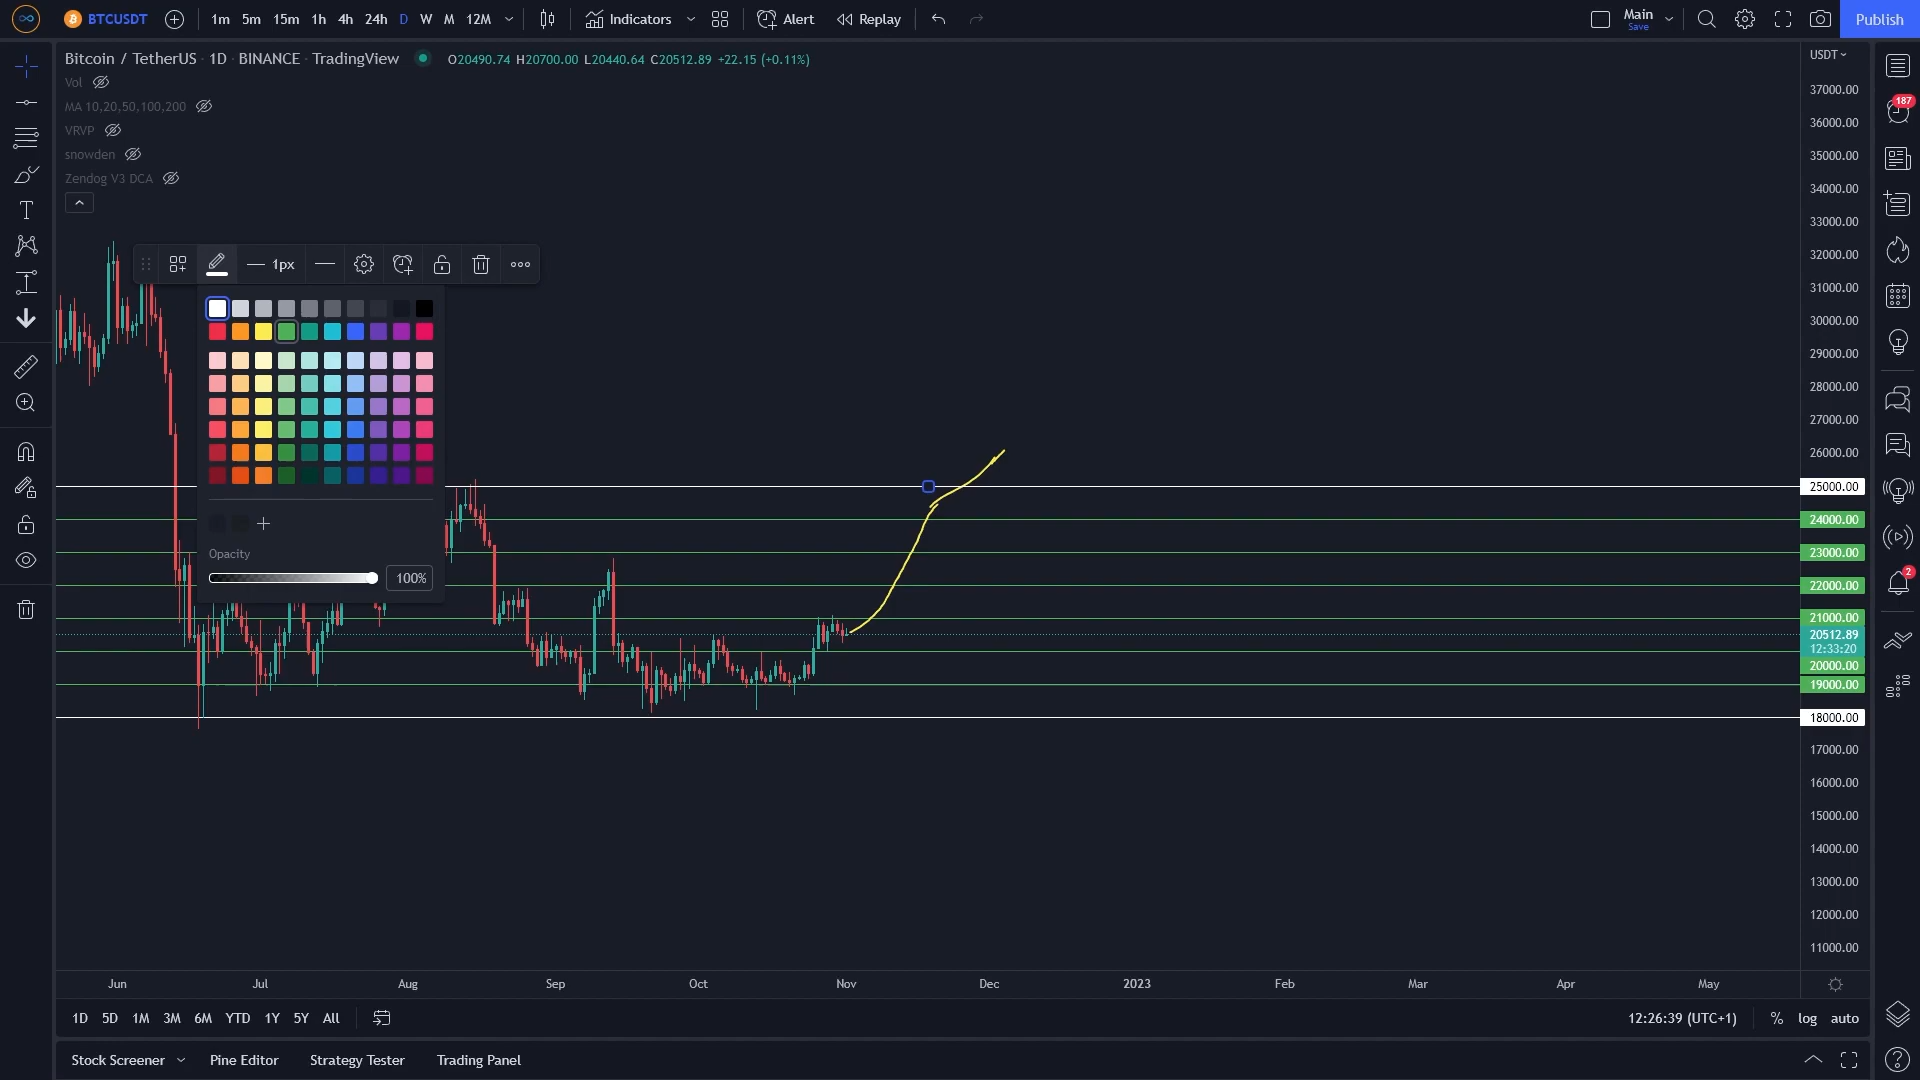 BTCUSDT 1m 5m 15m 1h 4h 24h D W M 12M Indicators Alert Replay Main Save Publish
Bitcoin / TetherUS · 1D · BINANCE · TradingView O20490.74 H20700.00 L20440.64 C20512.89 +22.15 (+0.11%) USDT
Vol
MA 10,20,50,100,200
VRVP
snowden
Zendog V3 DCA
1px
Opacity
100%
37000.00
36000.00
35000.00
34000.00
33000.00
32000.00
31000.00
30000.00
29000.00
28000.00
27000.00
26000.00
25000.00
24000.00
23000.00
22000.00
21000.00
20512.89
12:33:20
20000.00
19000.00
18000.00
17000.00
16000.00
15000.00
14000.00
13000.00
12000.00
11000.00
187
2
Jun Jul Aug Sep Oct Nov Dec 2023 Feb Mar Apr May
1D 5D 1M 3M 6M YTD 1Y 5Y All 12:26:39 (UTC+1) % log auto
Stock Screener Pine Editor Strategy Tester Trading Panel